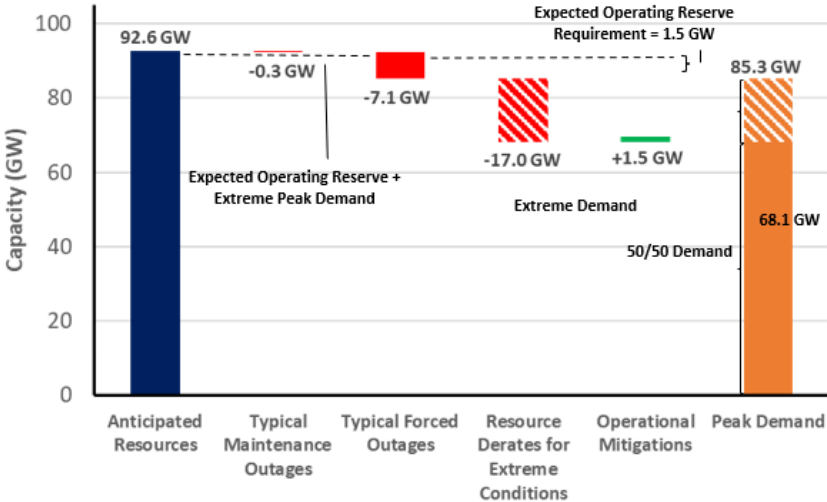 Expected Operating Reserve
Requirement = 1.5 GW
100
92.6 GW
-0.3 GW
-7.1 GW
85.3 GW
80
-17.0 GW
+1.5 GW
60
Expected Operating Reserve +
Extreme Peak Demand
Extreme Demand
68.1 GW
50/50 Demand
40
20
0
Capacity (GW)
Anticipated
Resources
Typical
Maintenance
Outages
Typical Forced
Outages
Resource
Derates for
Extreme
Conditions
Operational
Mitigations
Peak Demand